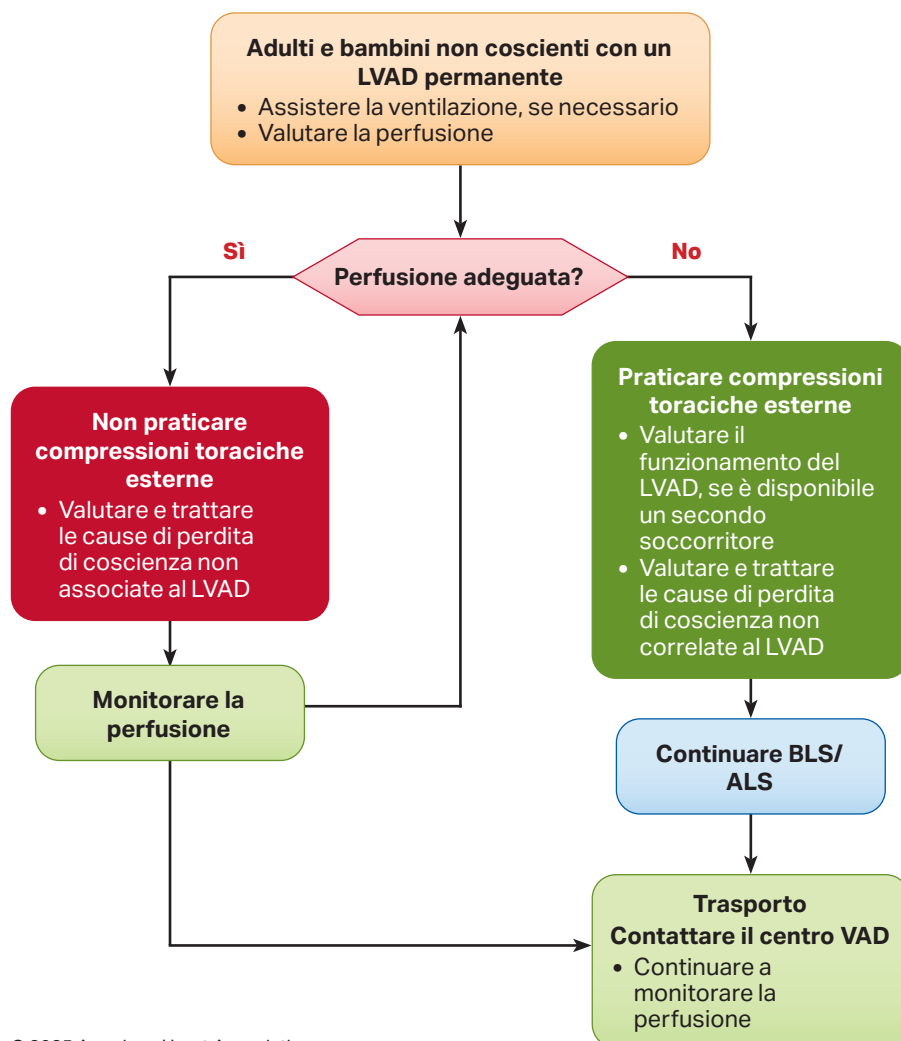 Adulti e bambini non coscienti con un
LVAD permanente
• Assistere la ventilazione, se necessario
• Valutare la perfusione
Sì
Perfusione adeguata?
No
Non praticare
compressioni toraciche
esterne
• Valutare e trattare
le cause di perdita
di coscienza non
associate al LVAD
Monitorare la
perfusione
Praticare compressioni
toraciche esterne
• Valutare il
funzionamento del
LVAD, se è disponibile
un secondo
soccorritore
• Valutare e trattare
le cause di perdita
di coscienza non
correlate al LVAD
Continuare BLS/
ALS
Trasporto
Contattare il centro VAD
• Continuare a
monitorare la
perfusione